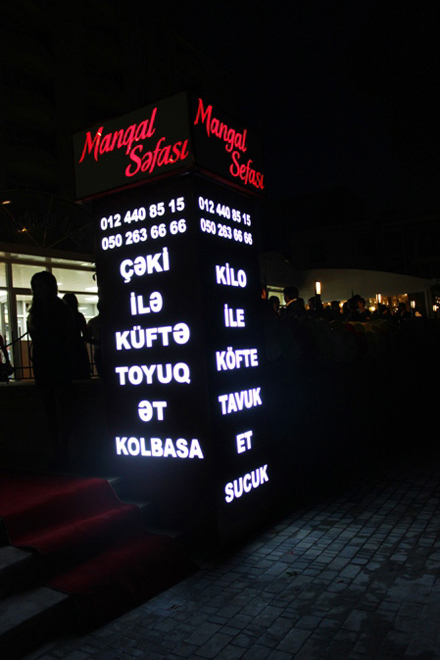 Manqal
Səfası
012 440 85 15
050 263 66 66
ÇƏKİ
İLƏ
KÜFTƏ
TOYUQ
ƏT
KOLBASA
Mangal
Sefası
012 440 85 15
050 263 66 66
KİLO
İLE
KÖFTE
TAVUK
ET
SUCUK